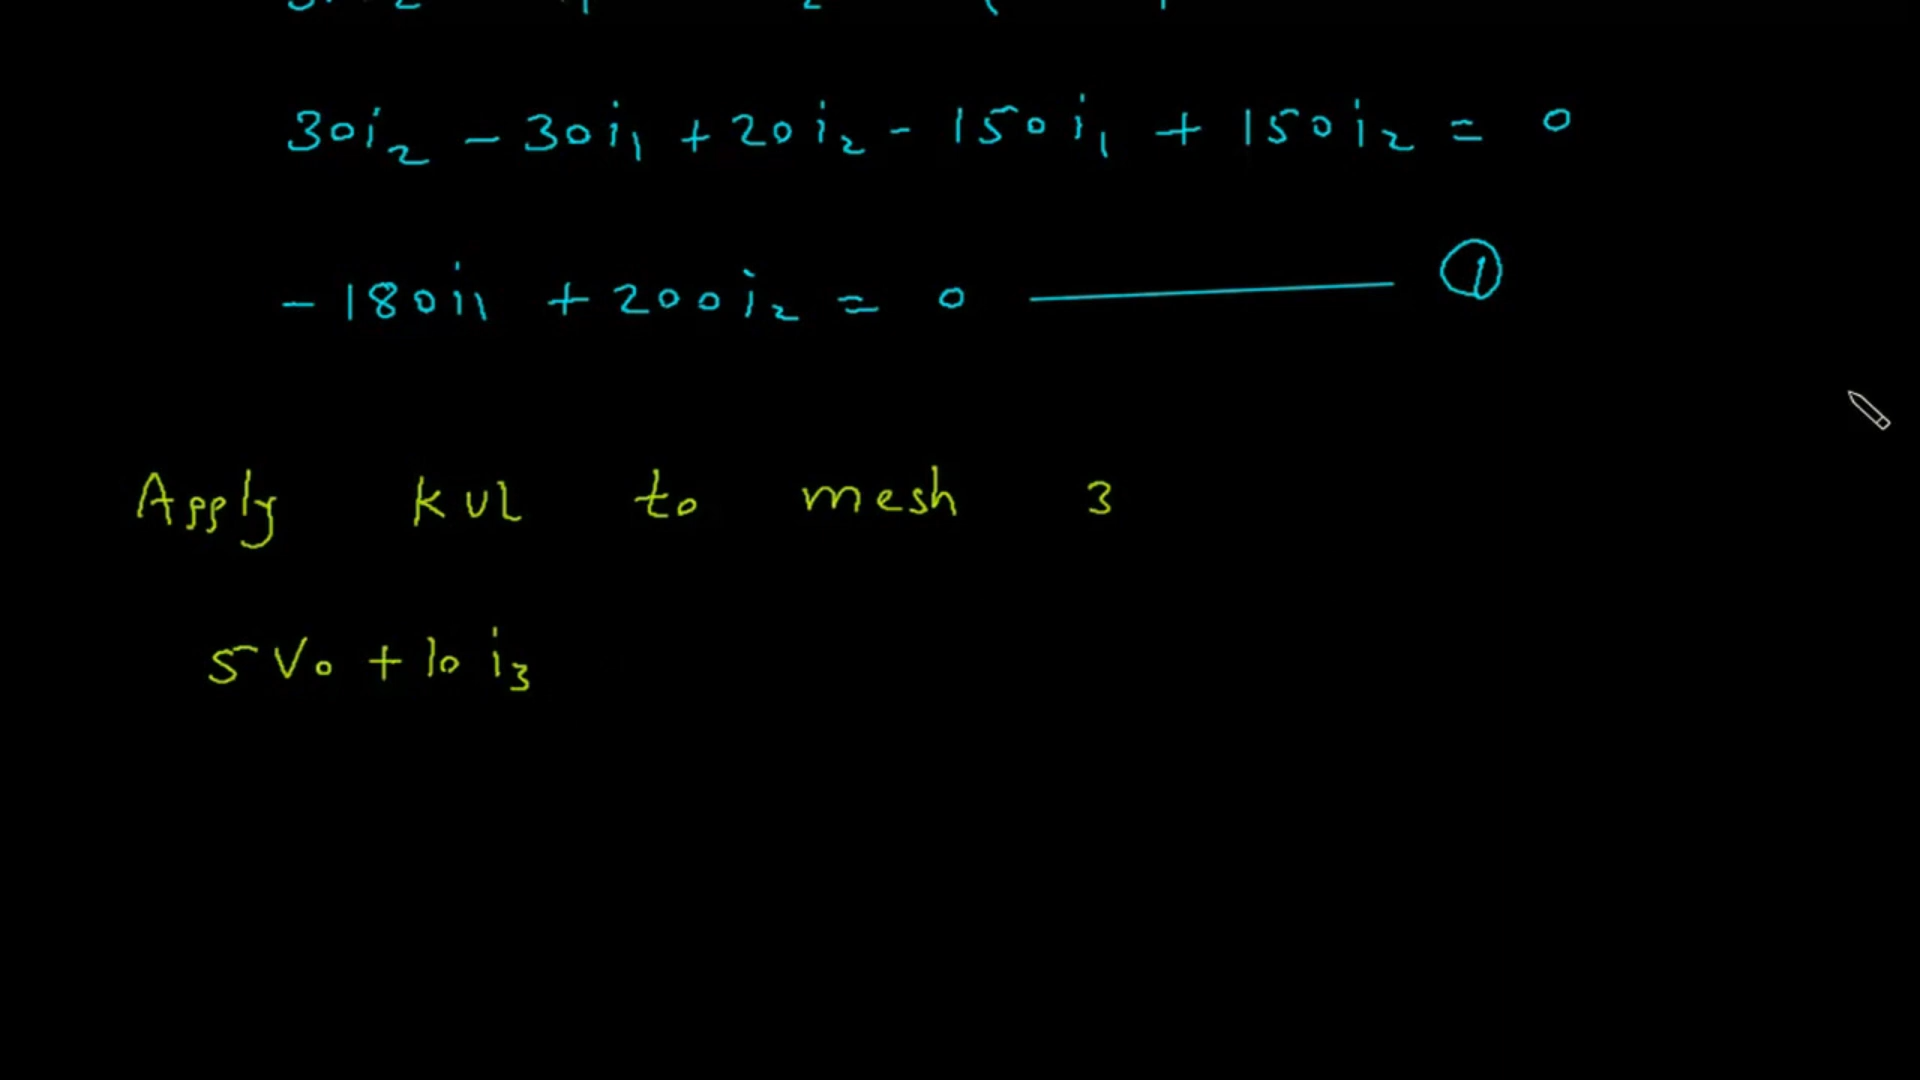 30i₂ - 30i₁ + 20i₂ - 150i₁ + 150i₂ = 0
-180i₁ + 200i₂ = 0 ——— ①
Apply kvl to mesh 3
5V₀ + 10i₃